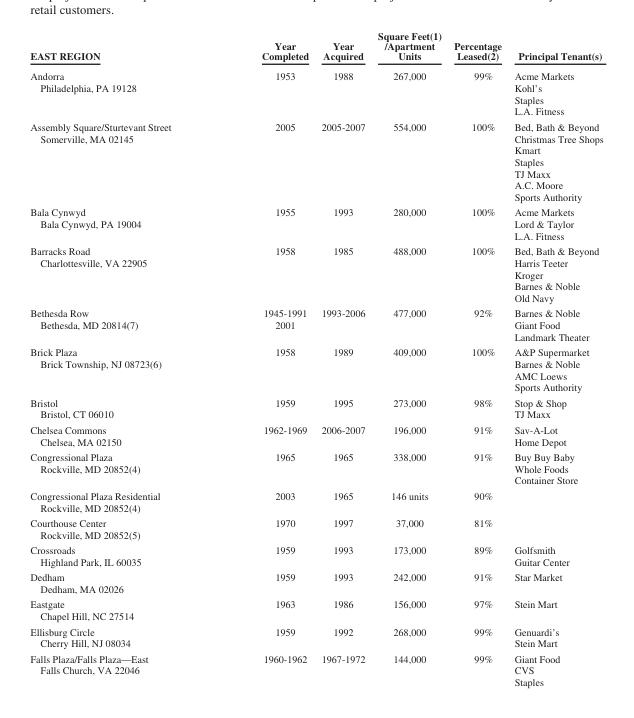 retail customers.
EAST REGION Year Completed Year Acquired Square Feet(1) /Apartment Units Percentage Leased(2) Principal Tenant(s)
Andorra 1953 1988 267,000 99% Acme Markets
Philadelphia, PA 19128 Kohl's
Staples
L.A. Fitness
Assembly Square/Sturtevant Street 2005 2005-2007 554,000 100% Bed, Bath & Beyond
Somerville, MA 02145 Christmas Tree Shops
Kmart
Staples
TJ Maxx
A.C. Moore
Sports Authority
Bala Cynwyd 1955 1993 280,000 100% Acme Markets
Bala Cynwyd, PA 19004 Lord & Taylor
L.A. Fitness
Barracks Road 1958 1985 488,000 100% Bed, Bath & Beyond
Charlottesville, VA 22905 Harris Teeter
Kroger
Barnes & Noble
Old Navy
Bethesda Row 1945-1991 1993-2006 477,000 92% Barnes & Noble
Bethesda, MD 20814(7) 2001 Giant Food
Landmark Theater
Brick Plaza 1958 1989 409,000 100% A&P Supermarket
Brick Township, NJ 08723(6) Barnes & Noble
AMC Loews
Sports Authority
Bristol 1959 1995 273,000 98% Stop & Shop
Bristol, CT 06010 TJ Maxx
Chelsea Commons 1962-1969 2006-2007 196,000 91% Sav-A-Lot
Chelsea, MA 02150 Home Depot
Congressional Plaza 1965 1965 338,000 91% Buy Buy Baby
Rockville, MD 20852(4) Whole Foods
Container Store
Congressional Plaza Residential 2003 1965 146 units 90%
Rockville, MD 20852(4)
Courthouse Center 1970 1997 37,000 81%
Rockville, MD 20852(5)
Crossroads 1959 1993 173,000 89% Golfsmith
Highland Park, IL 60035 Guitar Center
Dedham 1959 1993 242,000 91% Star Market
Dedham, MA 02026
Eastgate 1963 1986 156,000 97% Stein Mart
Chapel Hill, NC 27514
Ellisburg Circle 1959 1992 268,000 99% Genuardi's
Cherry Hill, NJ 08034 Stein Mart
Falls Plaza/Falls Plaza—East 1960-1962 1967-1972 144,000 99% Giant Food
Falls Church, VA 22046 CVS
Staples